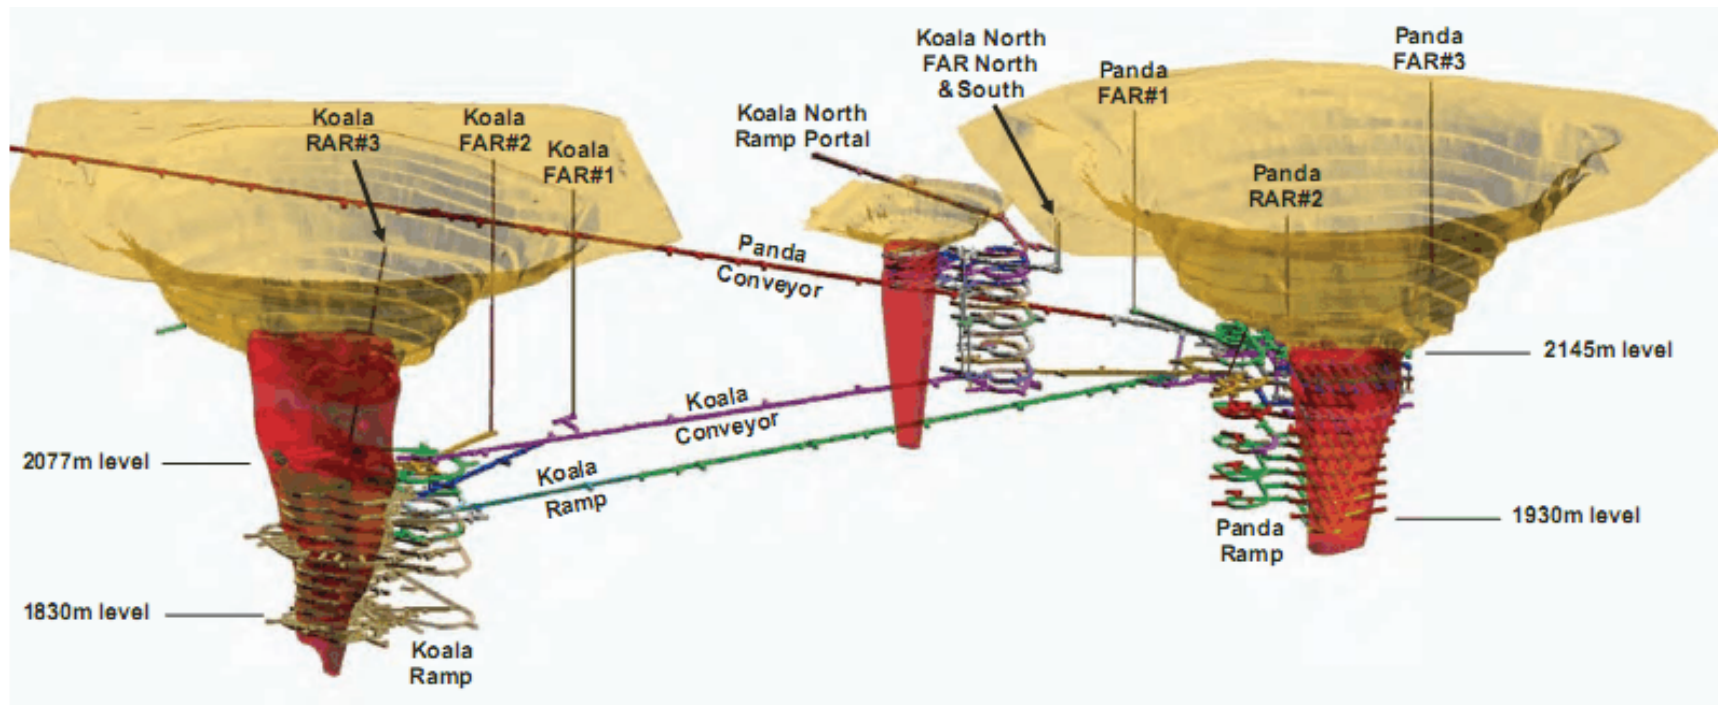 Koala
RAR#3
Koala
FAR#2
Koala
FAR#1
Koala North
Ramp Portal
Koala North
FAR North
& South
Panda
FAR#1
Panda
FAR#3
Panda
RAR#2
Panda
Conveyor
Koala
Conveyor
Koala
Ramp
2145m level
2077m level
1930m level
Panda
Ramp
1830m level
Koala
Ramp